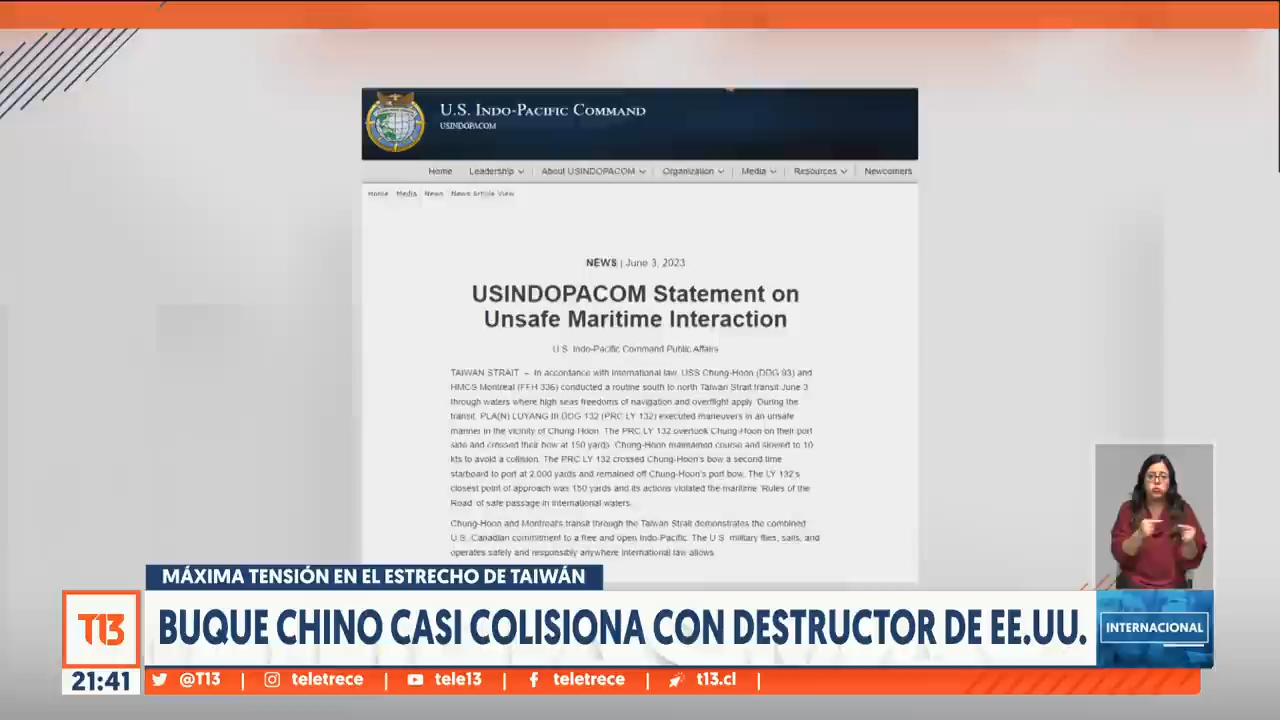 U.S. Indo-Pacific Command
USINDOPACOM
Home Leadership About USINDOPACOM Organization Media Resources Newcomers
Home Media News News Article View
NEWS | June 3, 2023
USINDOPACOM Statement on
Unsafe Maritime Interaction
U.S. Indo-Pacific Command Public Affairs
TAIWAN STRAIT – In accordance with international law, USS Chung-Hoon (DDG 93) and
HMCS Montreal (FFH 336) conducted a routine south to north Taiwan Strait transit June 3
through waters where high seas freedoms of navigation and overflight apply. During the
transit, PLA(N) LUYANG III DDG 132 (PRC LY 132) executed maneuvers in an unsafe
manner in the vicinity of Chung-Hoon. The PRC LY 132 overtook Chung-Hoon on their port
side and crossed their bow at 150 yards. Chung-Hoon maintained course and slowed to 10
kts to avoid a collision. The PRC LY 132 crossed Chung-Hoon's bow a second time
starboard to port at 2,000 yards and remained off Chung-Hoon's port bow. The LY 132's
closest point of approach was 150 yards and its actions violated the maritime 'Rules of the
Road' of safe passage in international waters.
Chung-Hoon and Montreal's transit through the Taiwan Strait demonstrates the combined
U.S.-Canadian commitment to a free and open Indo-Pacific. The U.S. military flies, sails, and
operates safely and responsibly anywhere international law allows.
MÁXIMA TENSIÓN EN EL ESTRECHO DE TAIWÁN
T13
BUQUE CHINO CASI COLISIONA CON DESTRUCTOR DE EE.UU.
INTERNACIONAL
21:41
@T13 | teletrece | tele13 | teletrece | t13.cl |